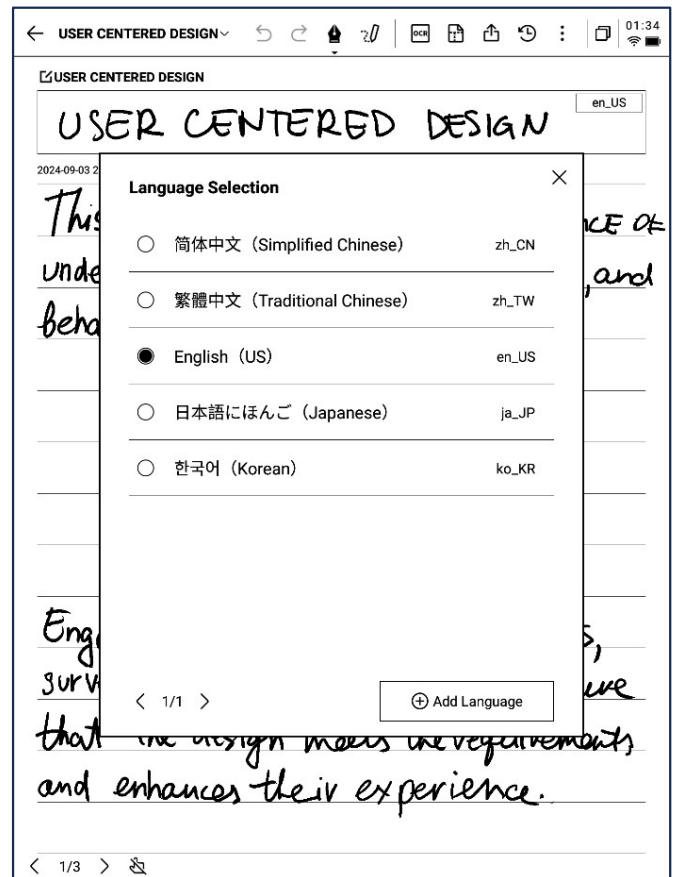 USER CENTERED DESIGN
OCR
01:34
USER CENTERED DESIGN
USER CENTERED DESIGN
en_US
2024-09-03 2
This
NCE OF
unde
, and
beha
Language Selection
简体中文（Simplified Chinese） zh_CN
繁體中文（Traditional Chinese） zh_TW
English（US） en_US
日本語にほんご（Japanese） ja_JP
한국어（Korean） ko_KR
1/1
Add Language
Eng
s,
surv
ure
that the design meets the requirements
and enhances their experience.
1/3